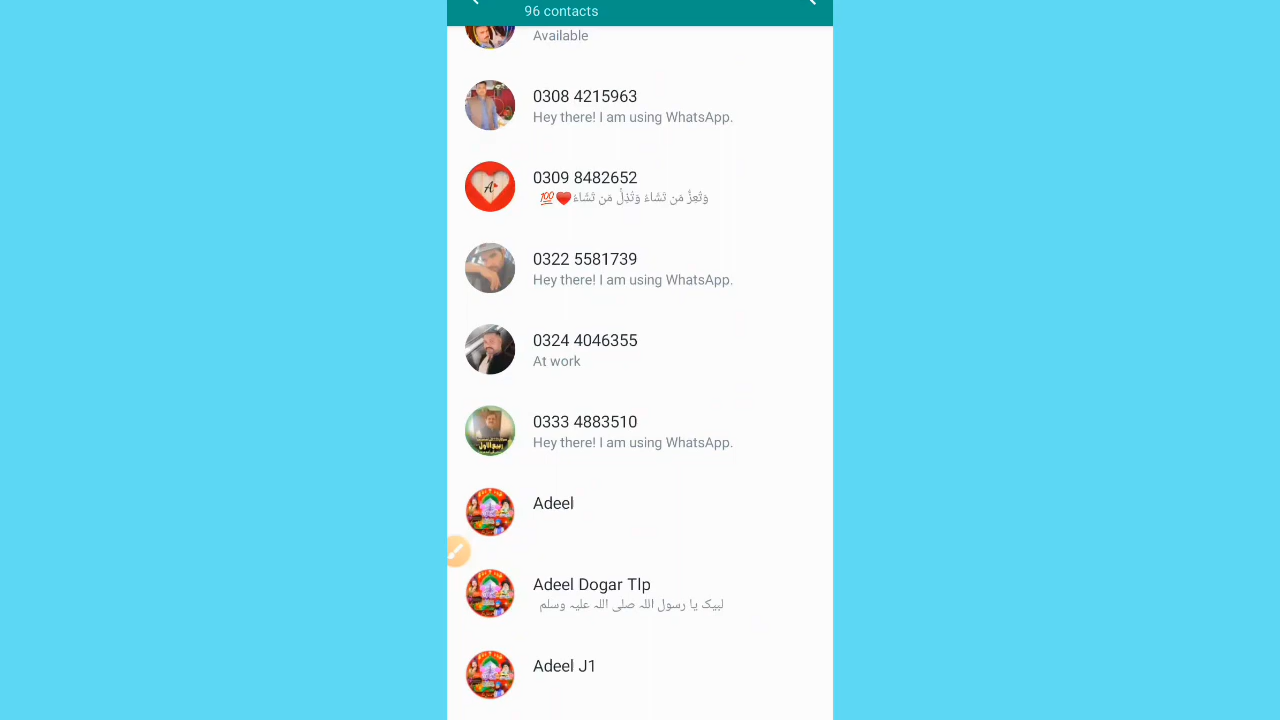 96 contacts
Available
0308 4215963
Hey there! I am using WhatsApp.
0309 8482652
وَتُعِزُّ مَن تَشَاءُ وَتُذِلُّ مَن تَشَاءُ❤️💯
0322 5581739
Hey there! I am using WhatsApp.
0324 4046355
At work
0333 4883510
Hey there! I am using WhatsApp.
Adeel
Adeel Dogar Tlp
لبیک یا رسول اللہ صلی اللہ علیہ وسلم
Adeel J1